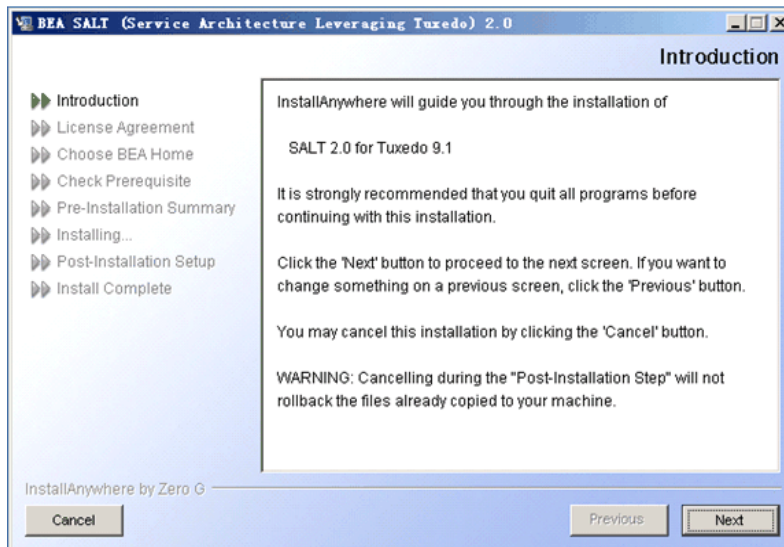 BEA SALT (Service Architecture Leveraging Tuxedo) 2.0
Introduction
Introduction
License Agreement
Choose BEA Home
Check Prerequisite
Pre-Installation Summary
Installing...
Post-Installation Setup
Install Complete
InstallAnywhere will guide you through the installation of
SALT 2.0 for Tuxedo 9.1
It is strongly recommended that you quit all programs before
continuing with this installation.
Click the 'Next' button to proceed to the next screen. If you want to
change something on a previous screen, click the 'Previous' button.
You may cancel this installation by clicking the 'Cancel' button.
WARNING: Cancelling during the "Post-Installation Step" will not
rollback the files already copied to your machine.
InstallAnywhere by Zero G
Cancel
Previous
Next